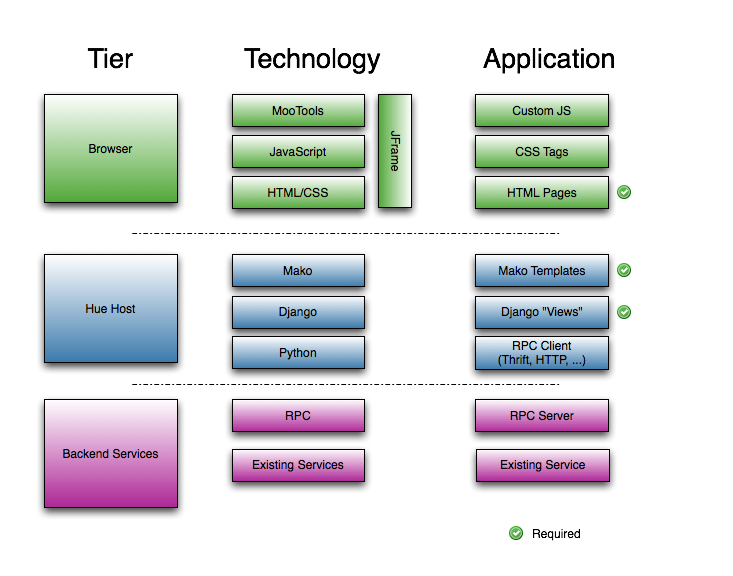 Tier
Technology
Application
Browser
MooTools
JavaScript
HTML/CSS
JFrame
Custom JS
CSS Tags
HTML Pages
Hue Host
Mako
Django
Python
Mako Templates
Django "Views"
RPC Client
(Thrift, HTTP, ...)
Backend Services
RPC
Existing Services
RPC Server
Existing Service
Required